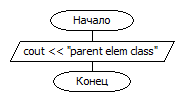 Начало
cout << "parent elem class"
Конец